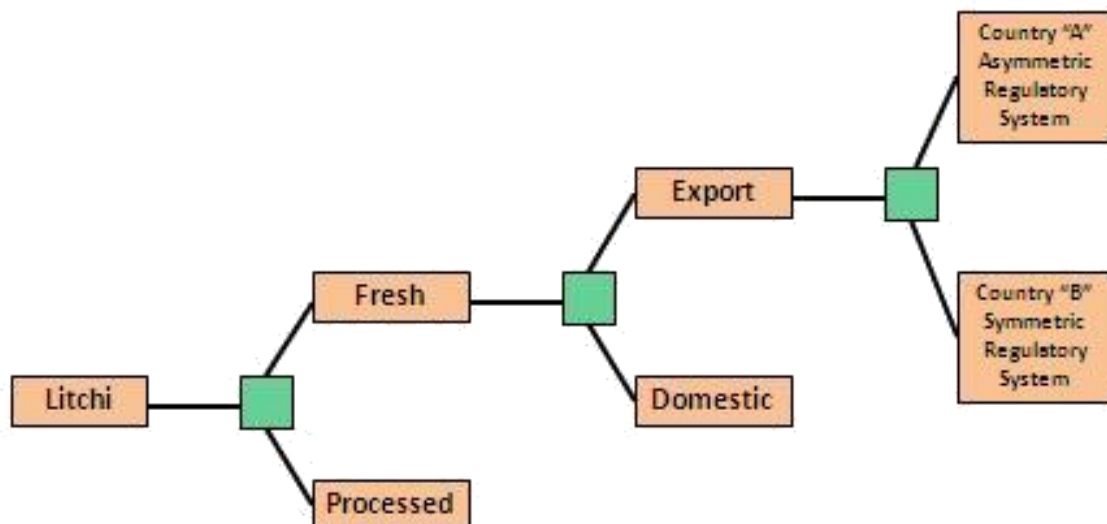 Country "A"
Asymmetric
Regulatory
System
Export
Fresh
Country "B"
Symmetric
Regulatory
System
Litchi
Domestic
Processed